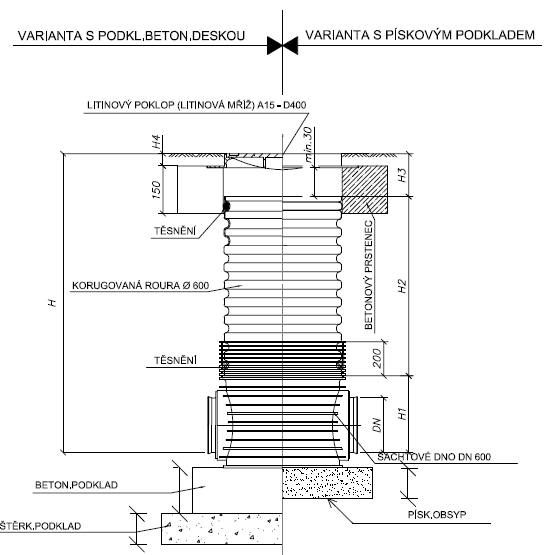 VARIANTA S PODKL,BETON,DESKOU
VARIANTA S PÍSKOVÝM PODKLADEM
LITINOVÝ POKLOP (LITINOVÁ MŘÍŽ) A15 - D400
H4
min.30
H3
150
TĚSNĚNÍ
BETONOVÝ PRSTENEC
KORUGOVANÁ ROURA Ø 600
H
H2
TĚSNĚNÍ
200
DN
H1
ŠACHTOVÉ DNO DN 600
BETON,PODKLAD
PÍSK,OBSYP
ŠTĚRK,PODKLAD